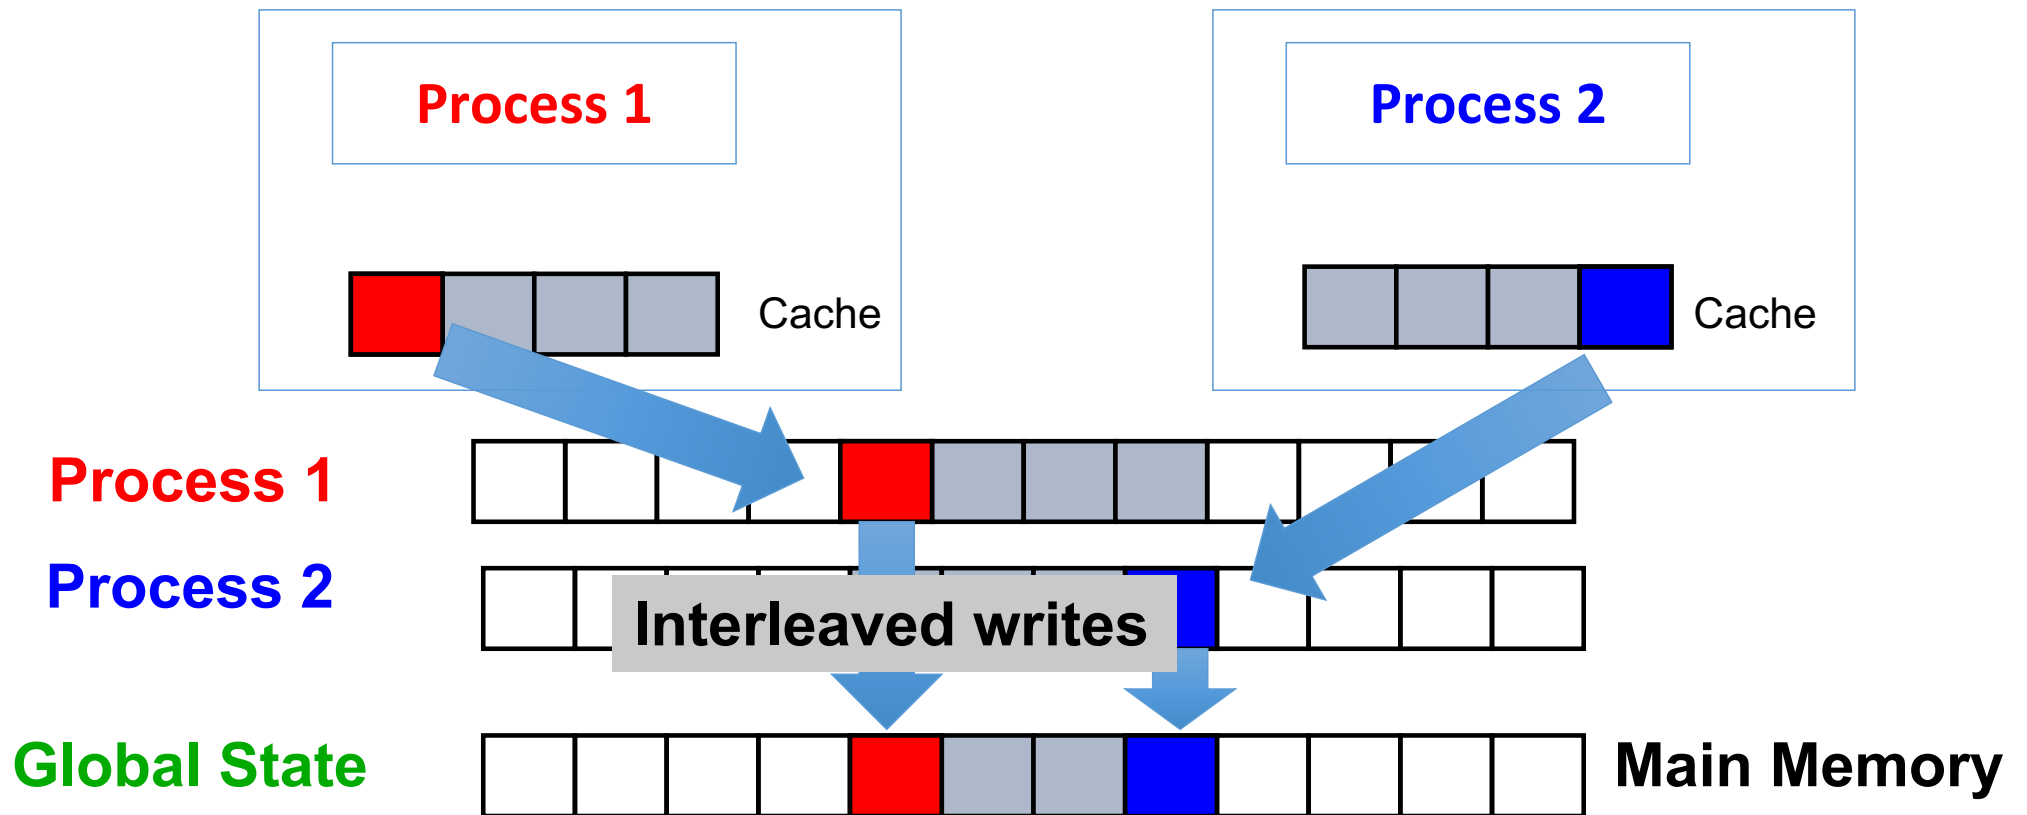 Process 1
Process 2
Cache
Cache
Process 1
Process 2
Interleaved writes
Global State
Main Memory